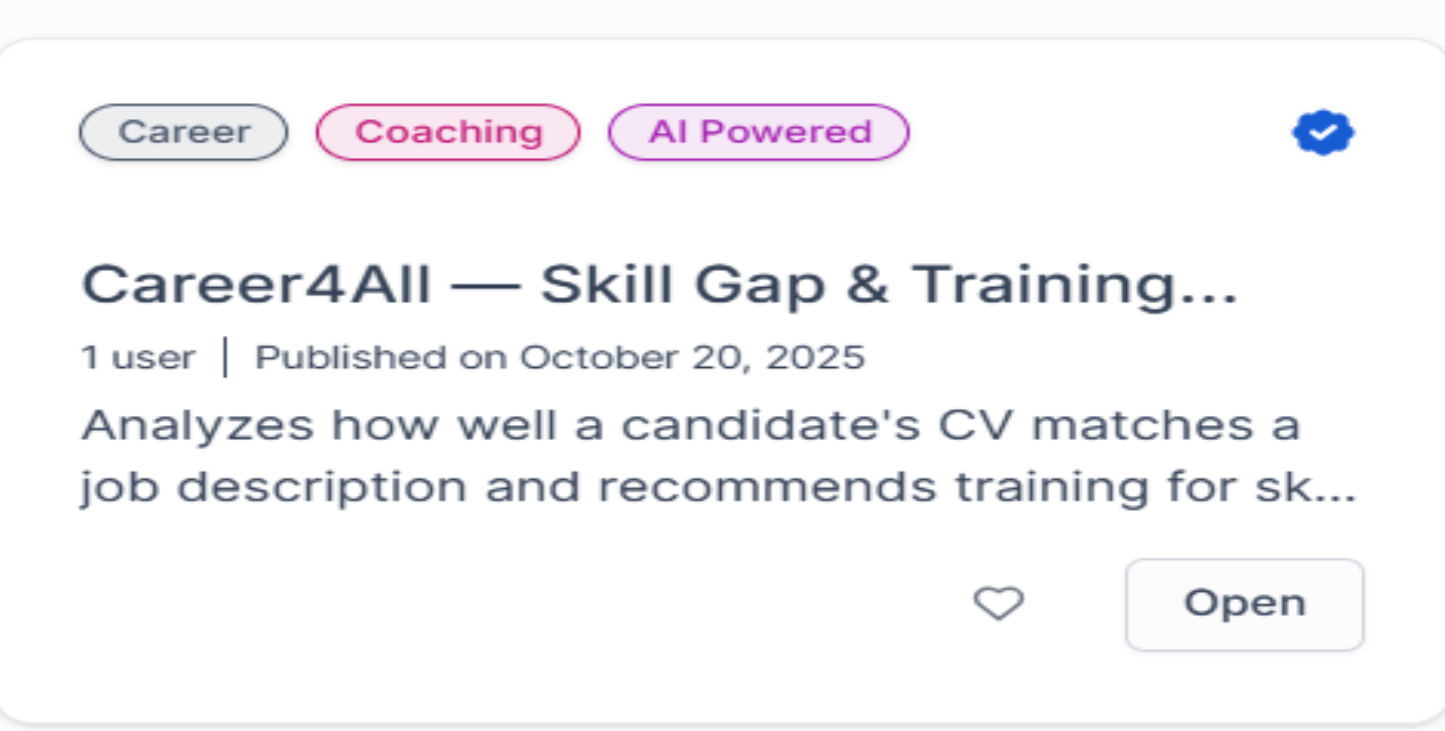 Career Coaching AI Powered
Career4All — Skill Gap & Training...
1 user | Published on October 20, 2025
Analyzes how well a candidate's CV matches a
job description and recommends training for sk...
Open